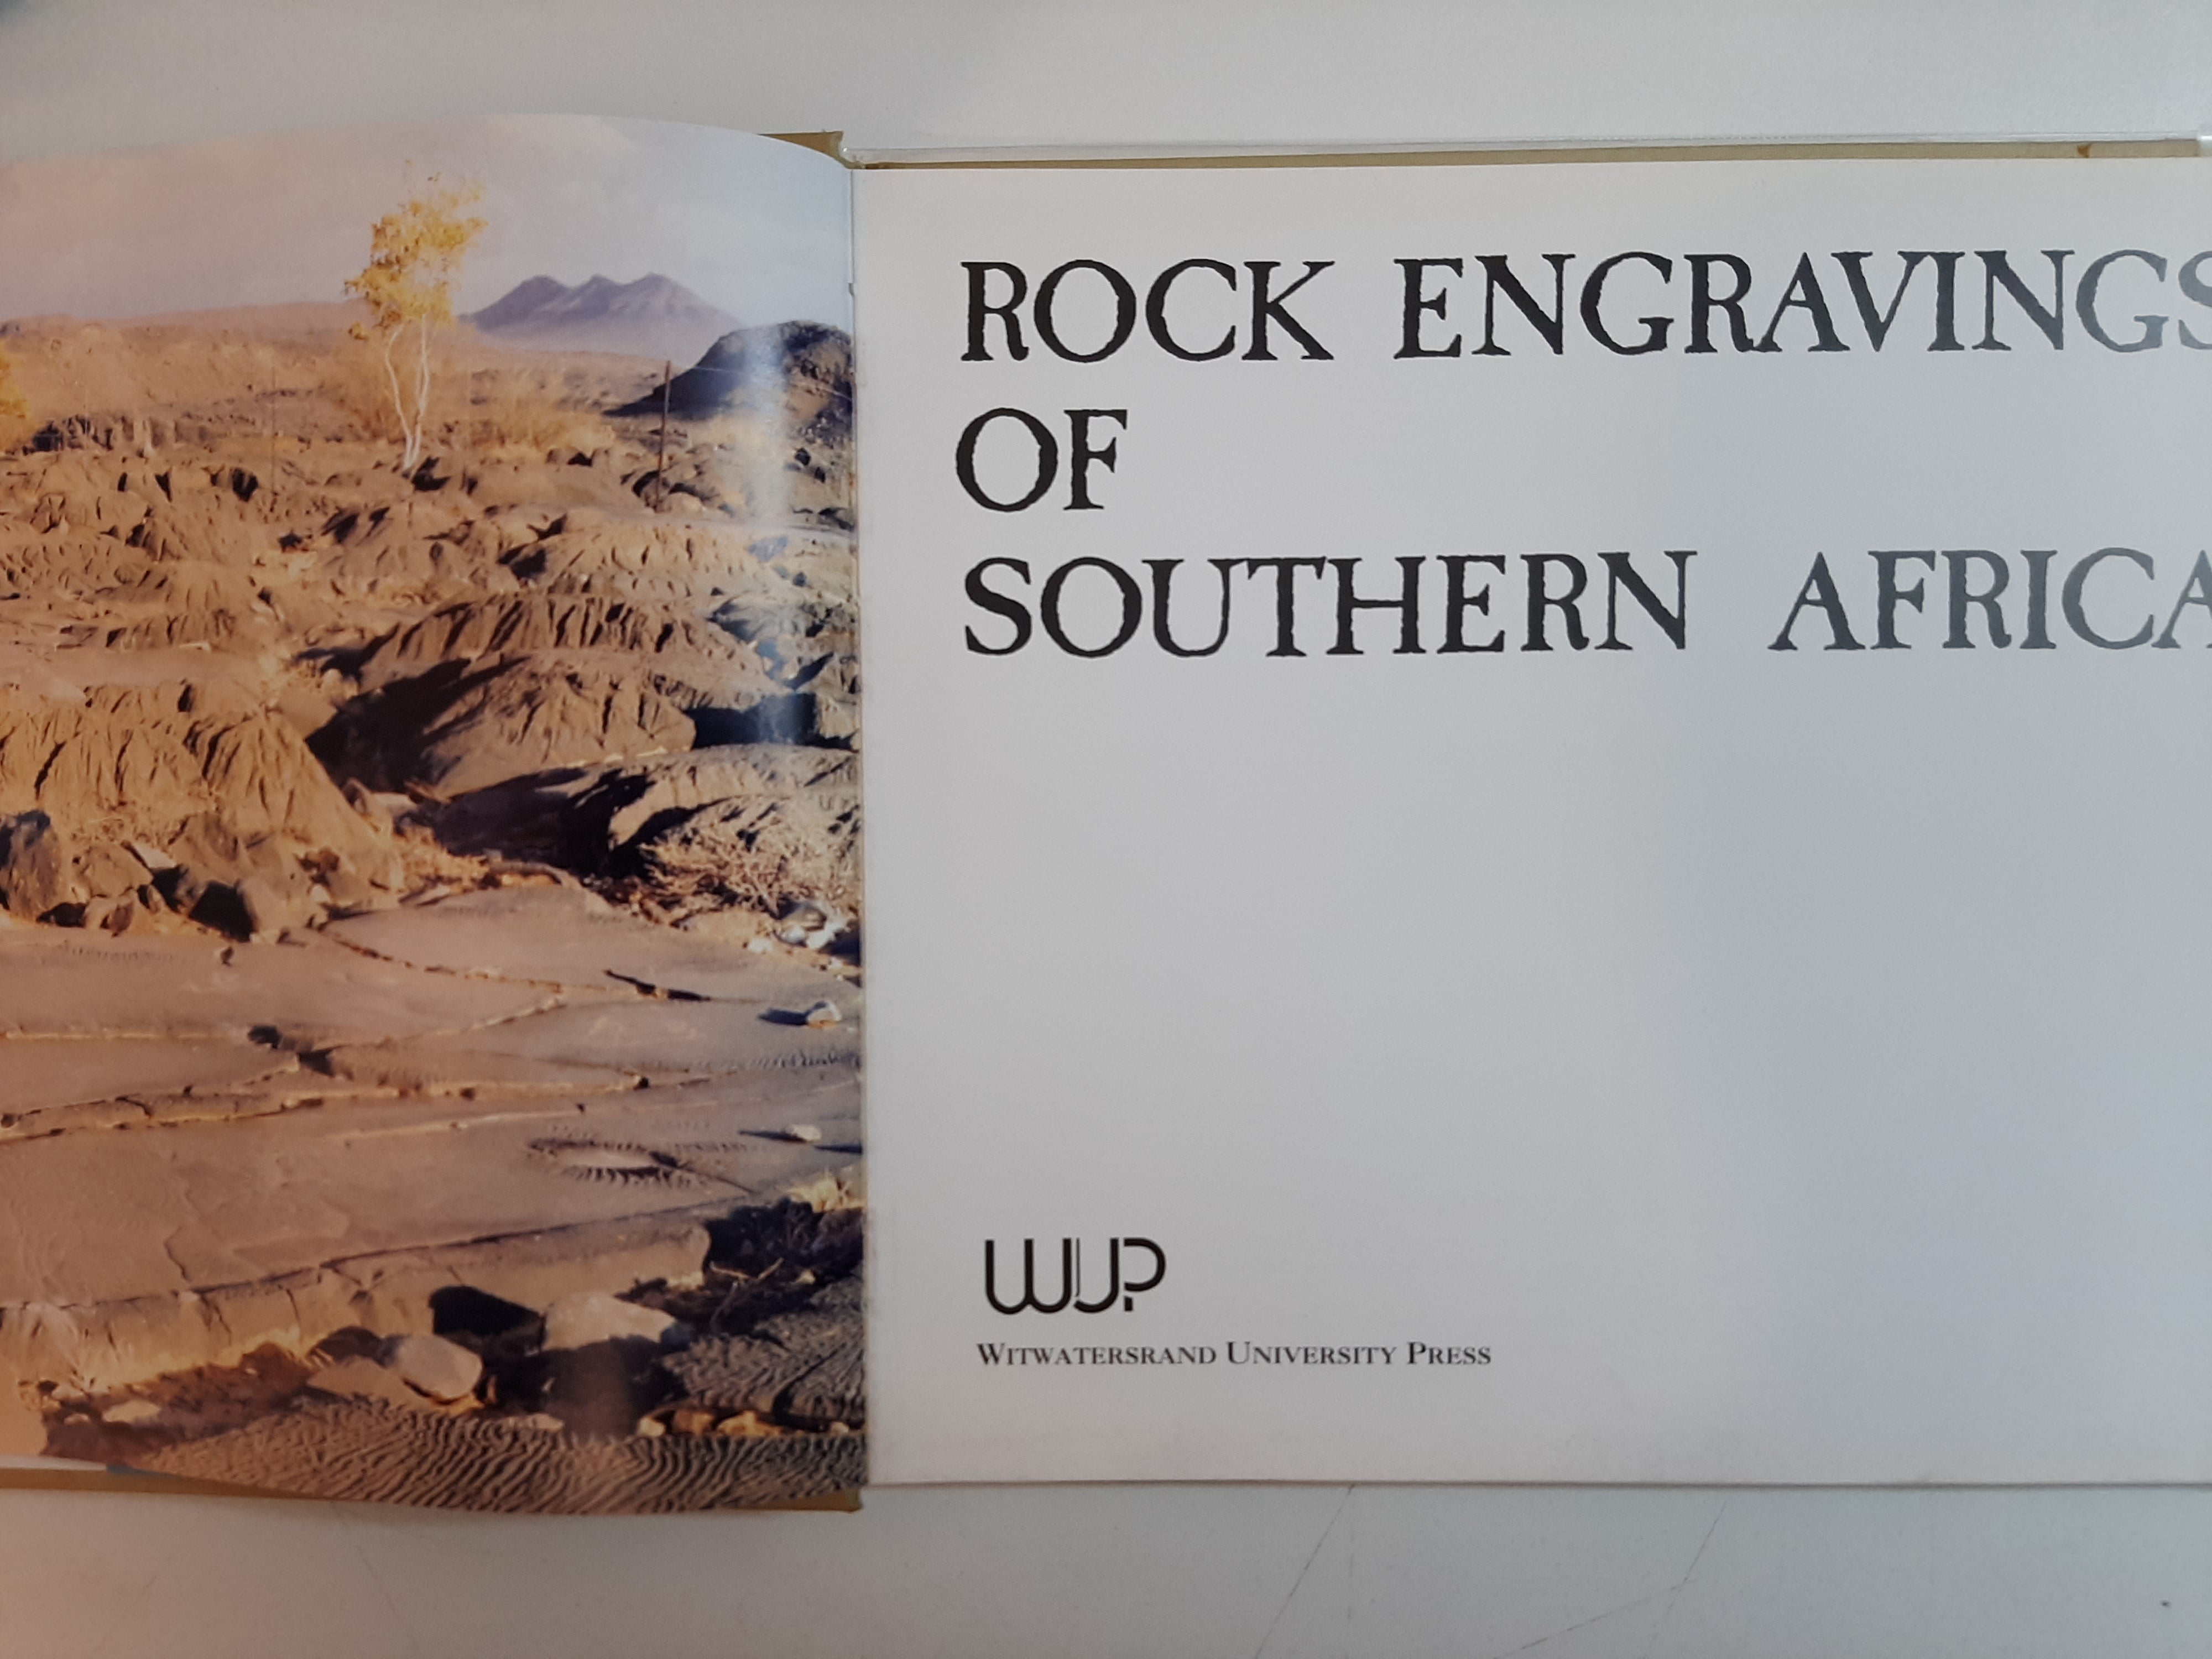 ROCK ENGRAVINGS
OF
SOUTHERN AFRICA
WUP
WITWATERSRAND UNIVERSITY PRESS